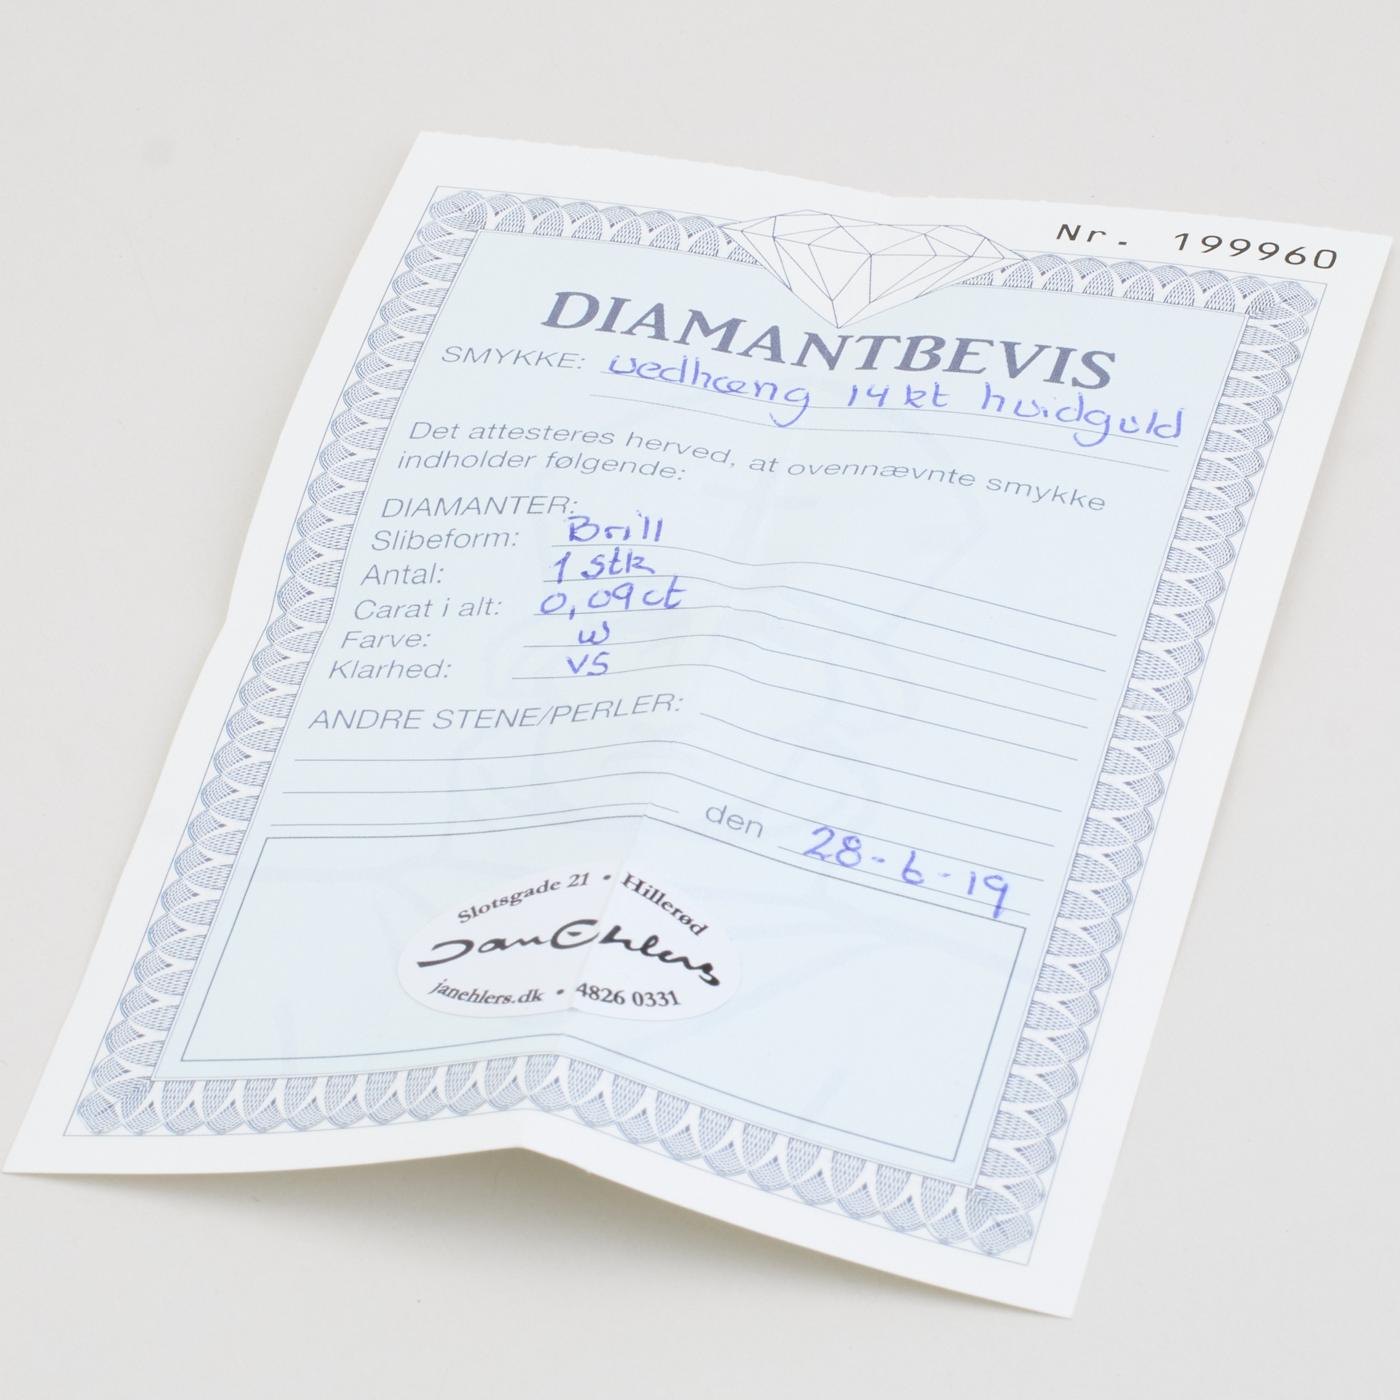 Nr. 199960
DIAMANTBEVIS
SMYKKE: vedhæng 14kt hvidguld
Det attesteres herved, at ovennævnte smykke
indholder følgende:
DIAMANTER:
Slibeform: Brill
Antal: 1 stk
Carat i alt: 0,09ct
Farve: w
Klarhed: VS
ANDRE STENE/PERLER:
den 28-6-19
Slotsgade 21 • Hillerød
Jan Ehlers
janehlers.dk • 4826 0331